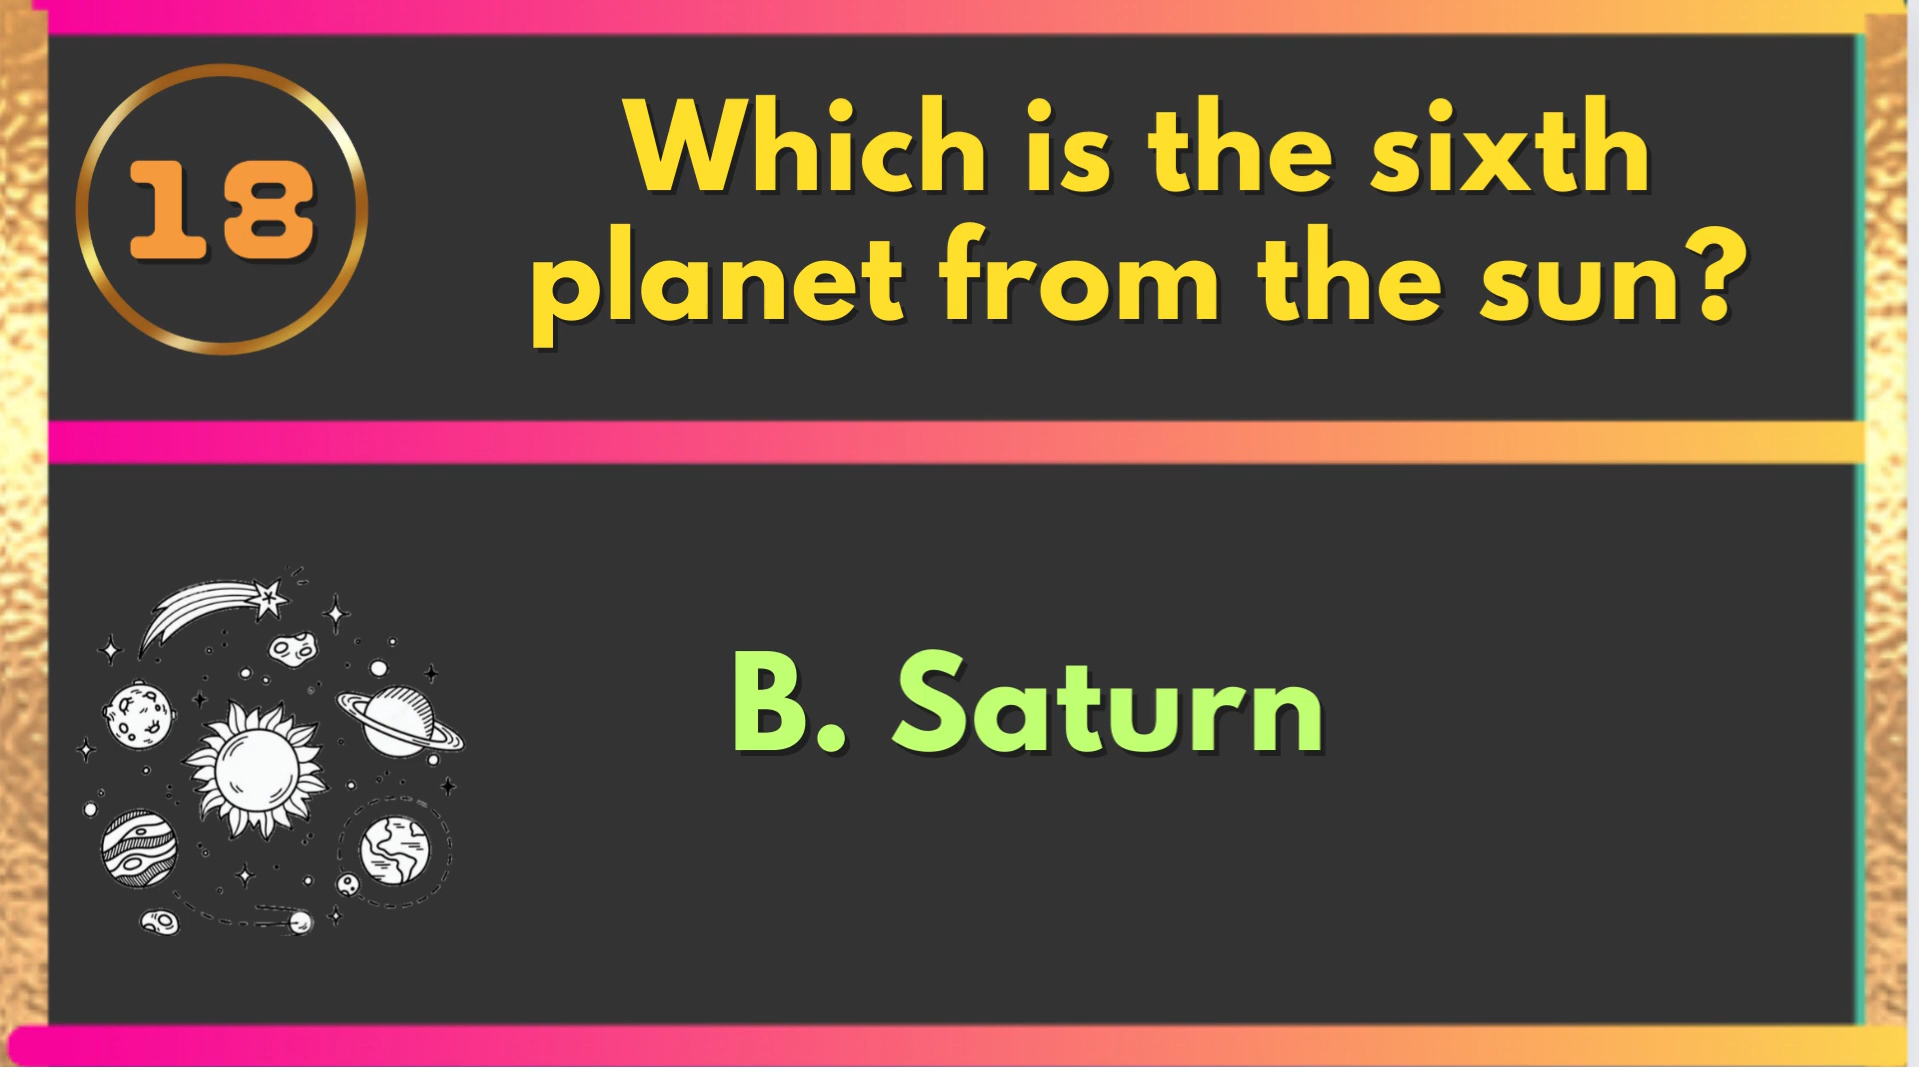 18
Which is the sixth
planet from the sun?
B. Saturn